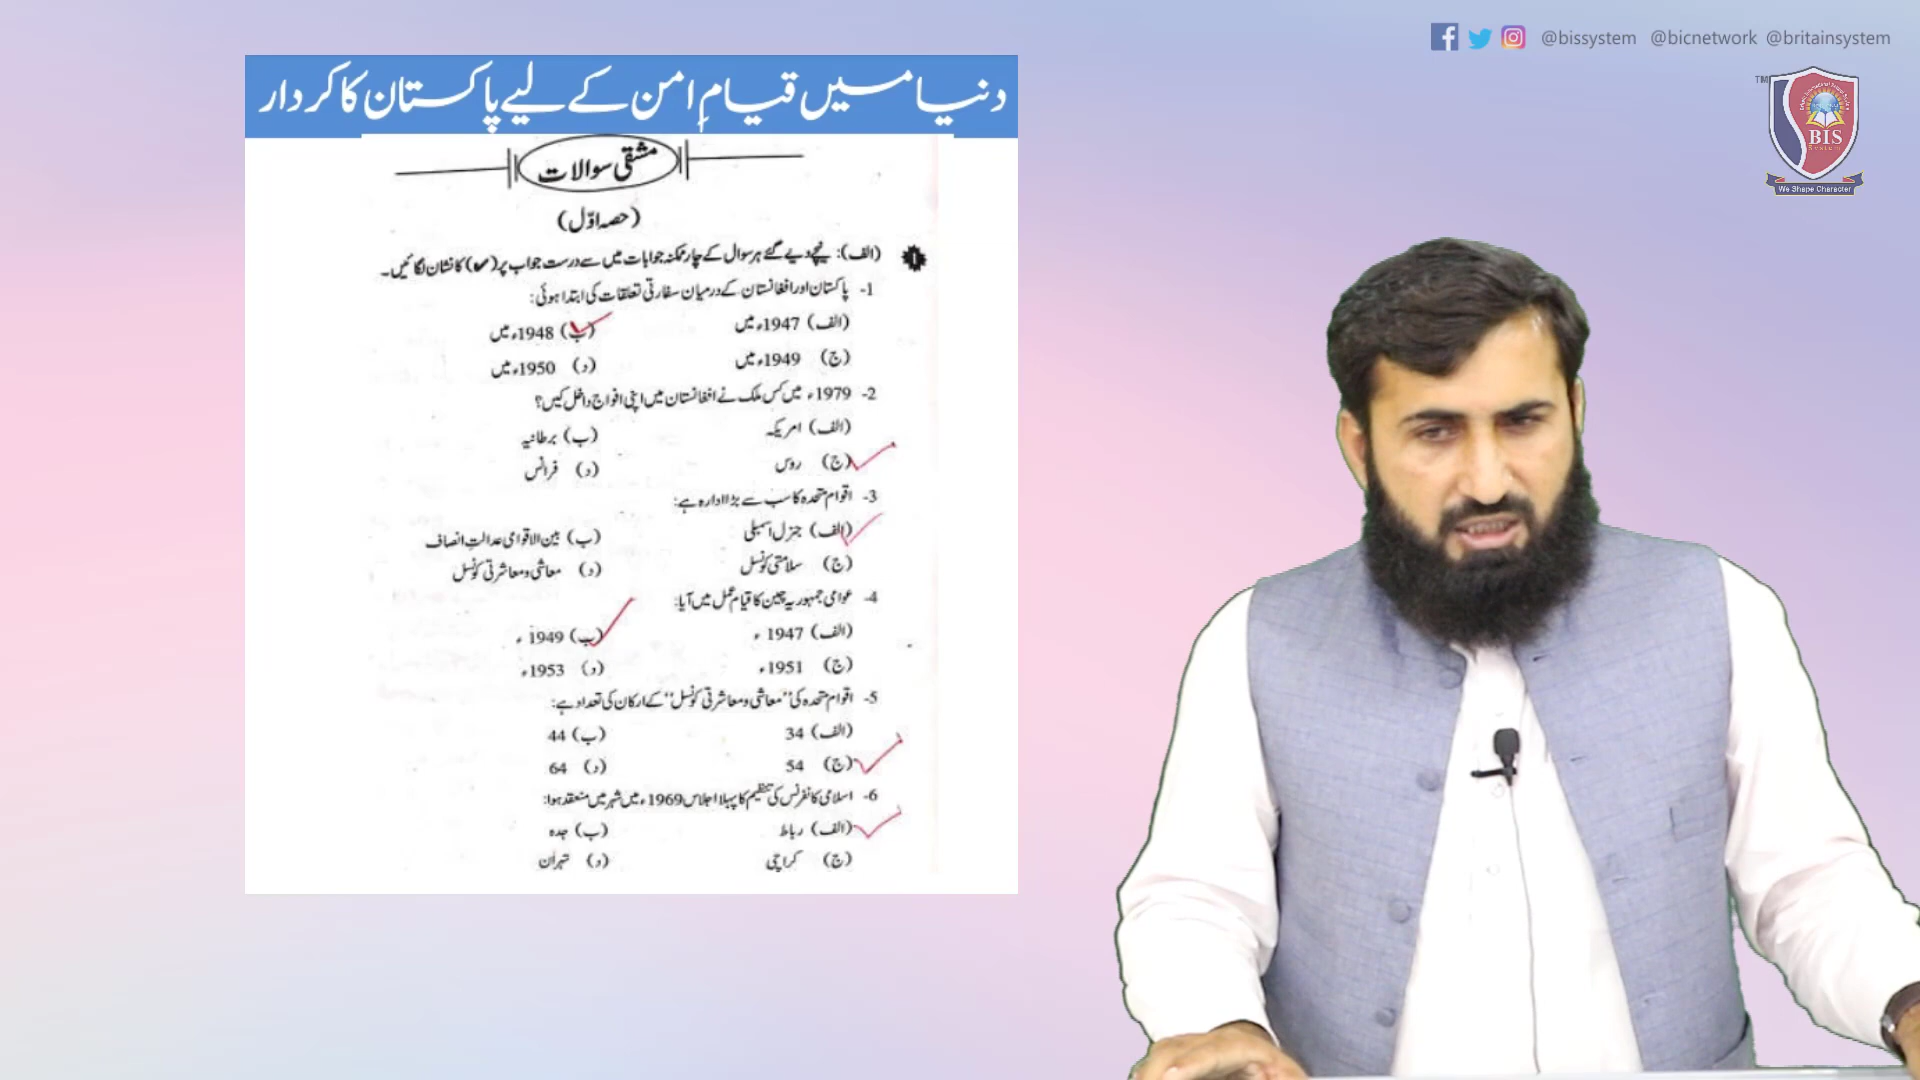 @bissystem @bicnetwork @britainsystem
TM
BIS
System
We Shape Character
دنیا میں قیامِ امن کے لیے پاکستان کا کردار
مشقی سوالات
(حصہ اوّل)
1 (الف): نیچے دیے گئے ہر سوال کے چار ممکنہ جوابات میں سے درست جواب پر (✓) کا نشان لگائیں۔
1- پاکستان اور افغانستان کے درمیان سفارتی تعلقات کی ابتدا ہوئی:
(الف) 1947ء میں (ب) 1948ء میں
(ج) 1949ء میں (د) 1950ء میں
2- 1979ء میں کس ملک نے افغانستان میں اپنی افواج داخل کیں؟
(الف) امریکہ (ب) برطانیہ
(ج) روس (د) فرانس
3- اقوام متحدہ کا سب سے بڑا ادارہ ہے:
(الف) جنرل اسمبلی (ب) بین الاقوامی عدالتِ انصاف
(ج) سلامتی کونسل (د) معاشی و معاشرتی کونسل
4- عوامی جمہوریہ چین کا قیام عمل میں آیا:
(الف) 1947ء (ب) 1949ء
(ج) 1951ء (د) 1953ء
5- اقوام متحدہ کی ’’معاشی و معاشرتی کونسل‘‘ کے ارکان کی تعداد ہے:
(الف) 34 (ب) 44
(ج) 54 (د) 64
6- اسلامی کانفرنس کی تنظیم کا پہلا اجلاس 1969ء میں شہر میں منعقد ہوا:
(الف) رباط (ب) جدہ
(ج) کراچی (د) تہران